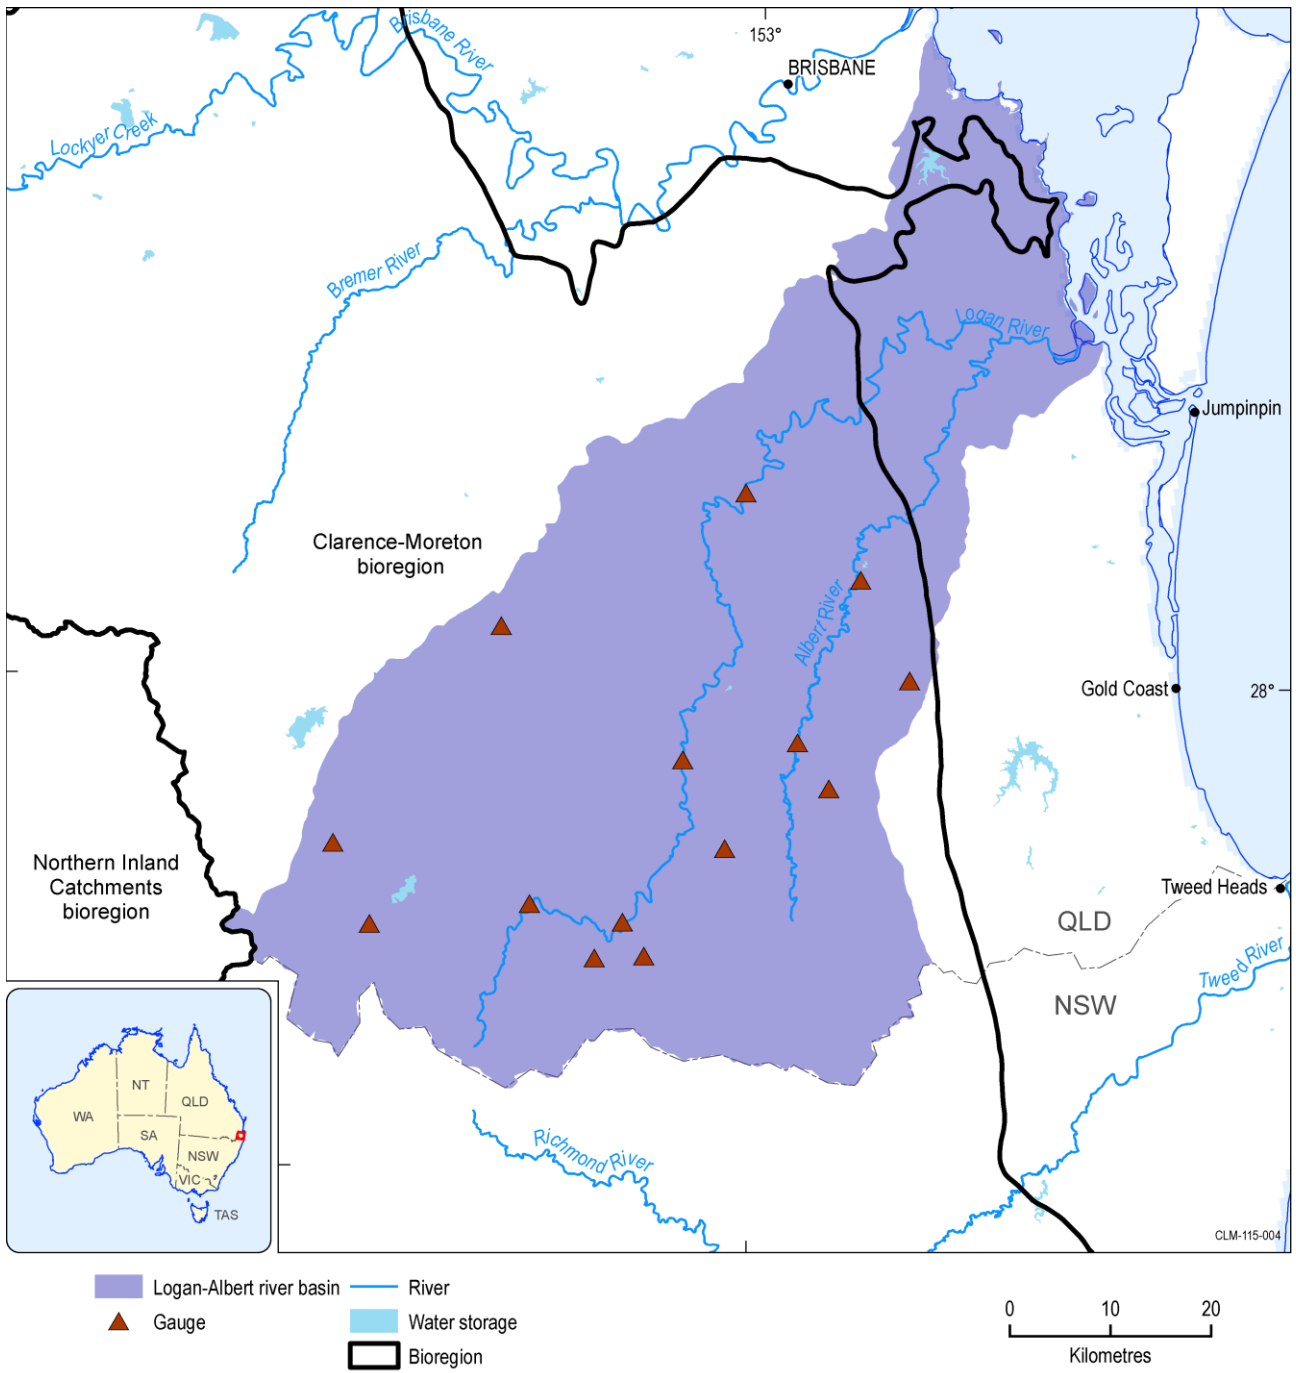 153°
Brisbane River
BRISBANE
Lockyer Creek
Bremer River
Logan River
Jumpinpin
Clarence-Moreton
bioregion
Albert River
Gold Coast
28°
Northern Inland
Catchments
bioregion
Tweed Heads
QLD
Tweed River
NSW
NT
QLD
WA
SA
NSW
VIC
TAS
Richmond River
CLM-115-004
Logan-Albert river basin
River
Gauge
Water storage
Bioregion
0 10 20
Kilometres